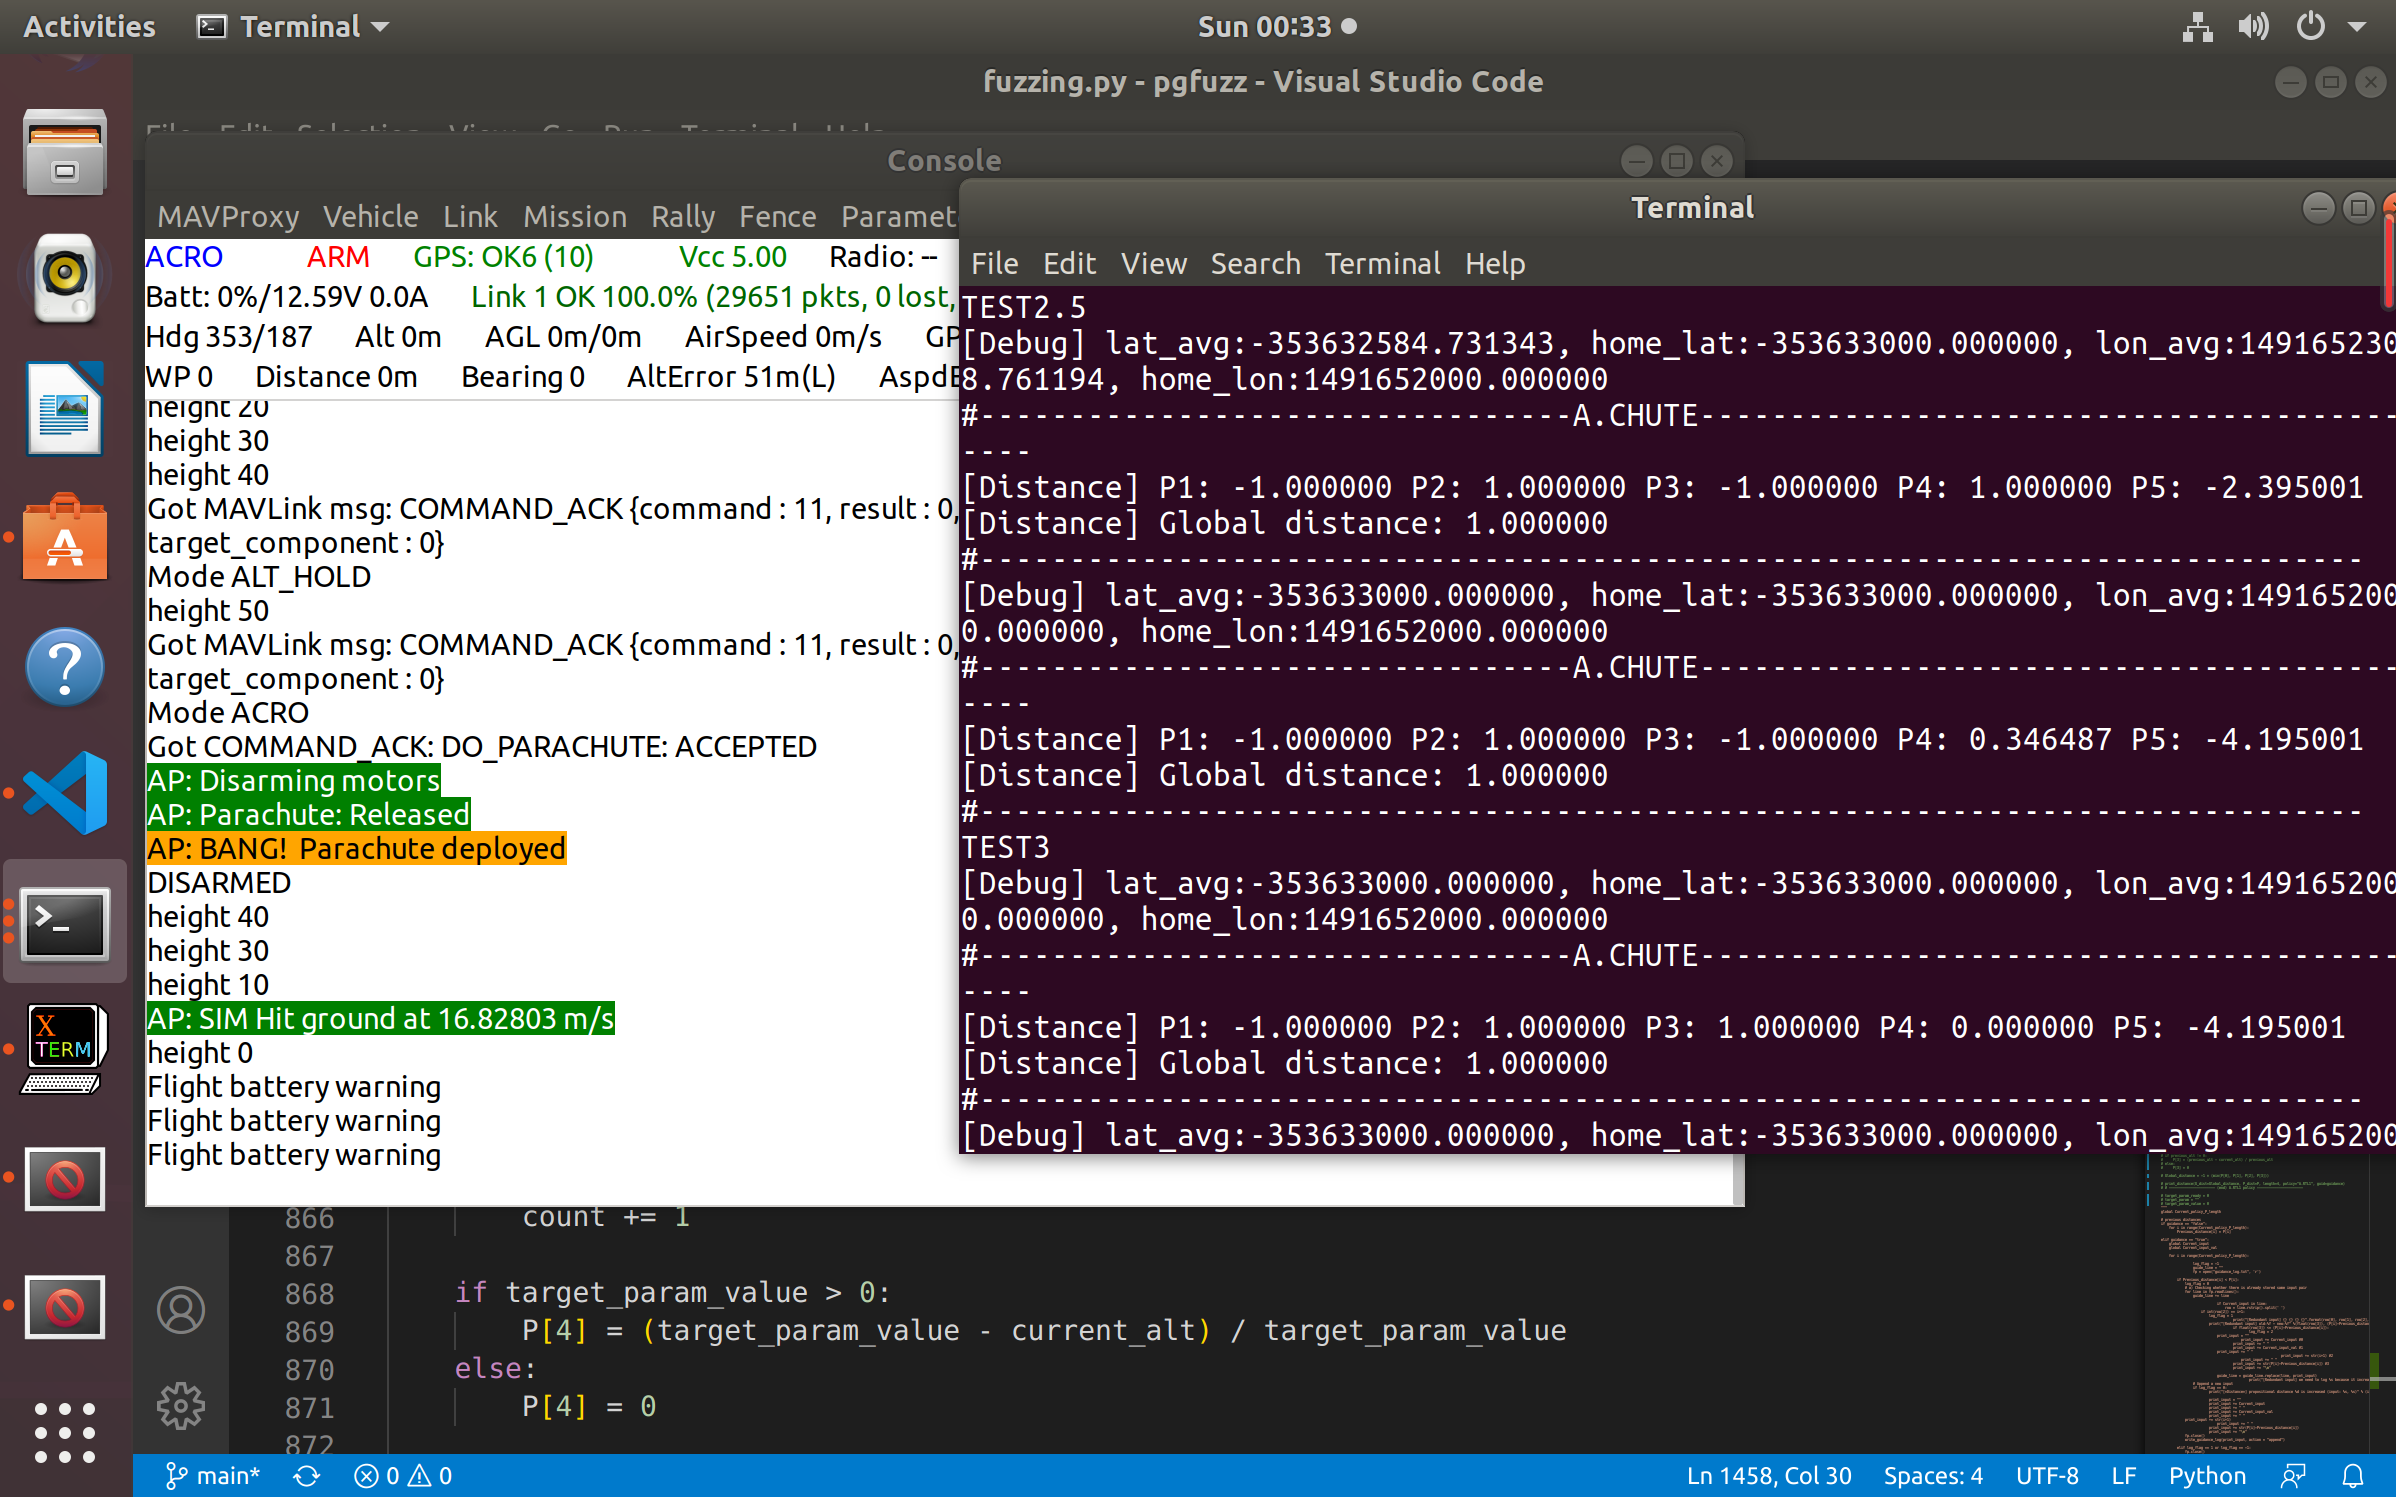 Activities
Terminal
Sun 00:33
fuzzing.py - pgfuzz - Visual Studio Code
File Edit Selection View Go Run Terminal Help
Console
MAVProxy Vehicle Link Mission Rally Fence Paramet
ACRO ARM GPS: OK6 (10) Vcc 5.00 Radio: --
Batt: 0%/12.59V 0.0A Link 1 OK 100.0% (29651 pkts, 0 lost,
Hdg 353/187 Alt 0m AGL 0m/0m AirSpeed 0m/s GP
WP 0 Distance 0m Bearing 0 AltError 51m(L) AspdE
height 20
height 30
height 40
Got MAVLink msg: COMMAND_ACK {command : 11, result : 0,
target_component : 0}
Mode ALT_HOLD
height 50
Got MAVLink msg: COMMAND_ACK {command : 11, result : 0,
target_component : 0}
Mode ACRO
Got COMMAND_ACK: DO_PARACHUTE: ACCEPTED
AP: Disarming motors
AP: Parachute: Released
AP: BANG!  Parachute deployed
DISARMED
height 40
height 30
height 10
AP: SIM Hit ground at 16.82803 m/s
height 0
Flight battery warning
Flight battery warning
Flight battery warning
Terminal
File Edit View Search Terminal Help
TEST2.5
[Debug] lat_avg:-353632584.731343, home_lat:-353633000.000000, lon_avg:149165230
8.761194, home_lon:1491652000.000000
#---------------------------------A.CHUTE---------------------------------------
----
[Distance] P1: -1.000000 P2: 1.000000 P3: -1.000000 P4: 1.000000 P5: -2.395001
[Distance] Global distance: 1.000000
#-----------------------------------------------------------------------------
[Debug] lat_avg:-353633000.000000, home_lat:-353633000.000000, lon_avg:149165200
0.000000, home_lon:1491652000.000000
#---------------------------------A.CHUTE---------------------------------------
----
[Distance] P1: -1.000000 P2: 1.000000 P3: -1.000000 P4: 0.346487 P5: -4.195001
[Distance] Global distance: 1.000000
#-----------------------------------------------------------------------------
TEST3
[Debug] lat_avg:-353633000.000000, home_lat:-353633000.000000, lon_avg:149165200
0.000000, home_lon:1491652000.000000
#---------------------------------A.CHUTE---------------------------------------
----
[Distance] P1: -1.000000 P2: 1.000000 P3: 1.000000 P4: 0.000000 P5: -4.195001
[Distance] Global distance: 1.000000
#-----------------------------------------------------------------------------
[Debug] lat_avg:-353633000.000000, home_lat:-353633000.000000, lon_avg:149165200
X
TERM
866 count += 1
867
868 if target_param_value > 0:
869 P[4] = (target_param_value - current_alt) / target_param_value
870 else:
871 P[4] = 0
872
main* 0 0 Ln 1458, Col 30 Spaces: 4 UTF-8 LF Python